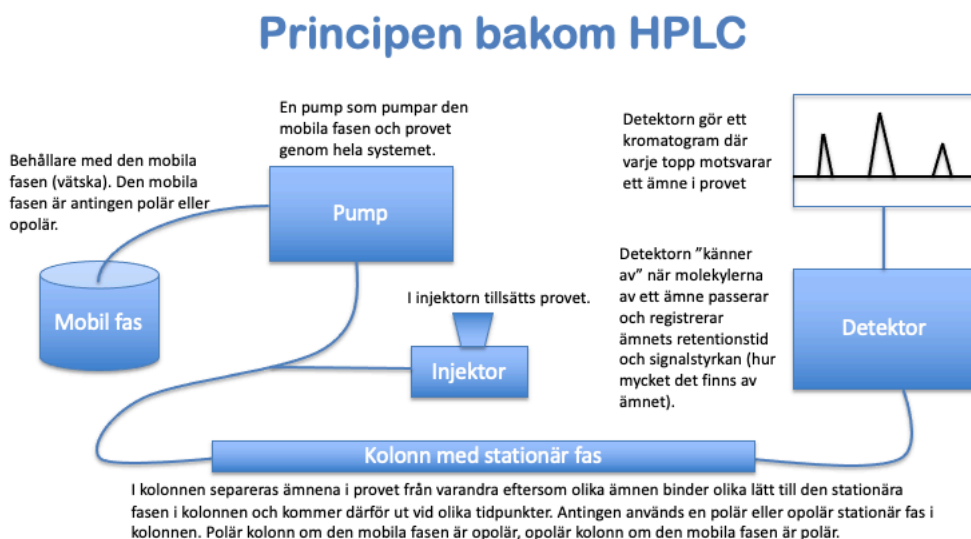 Principen bakom HPLC
En pump som pumpar den
mobila fasen och provet
genom hela systemet.
Behållare med den mobila
fasen (vätska). Den mobila
fasen är antingen polär eller
opolär.
Detektorn gör ett
kromatogram där
varje topp motsvarar
ett ämne i provet
Pump
Mobil fas
I injektorn tillsätts provet.
Injektor
Detektorn ”känner
av” när molekylerna
av ett ämne passerar
och registrerar
ämnets retentionstid
och signalstyrkan (hur
mycket det finns av
ämnet).
Detektor
Kolonn med stationär fas
I kolonnen separeras ämnena i provet från varandra eftersom olika ämnen binder olika lätt till den stationära
fasen i kolonnen och kommer därför ut vid olika tidpunkter. Antingen används en polär eller opolär stationär fas i
kolonnen. Polär kolonn om den mobila fasen är opolär, opolär kolonn om den mobila fasen är polär.